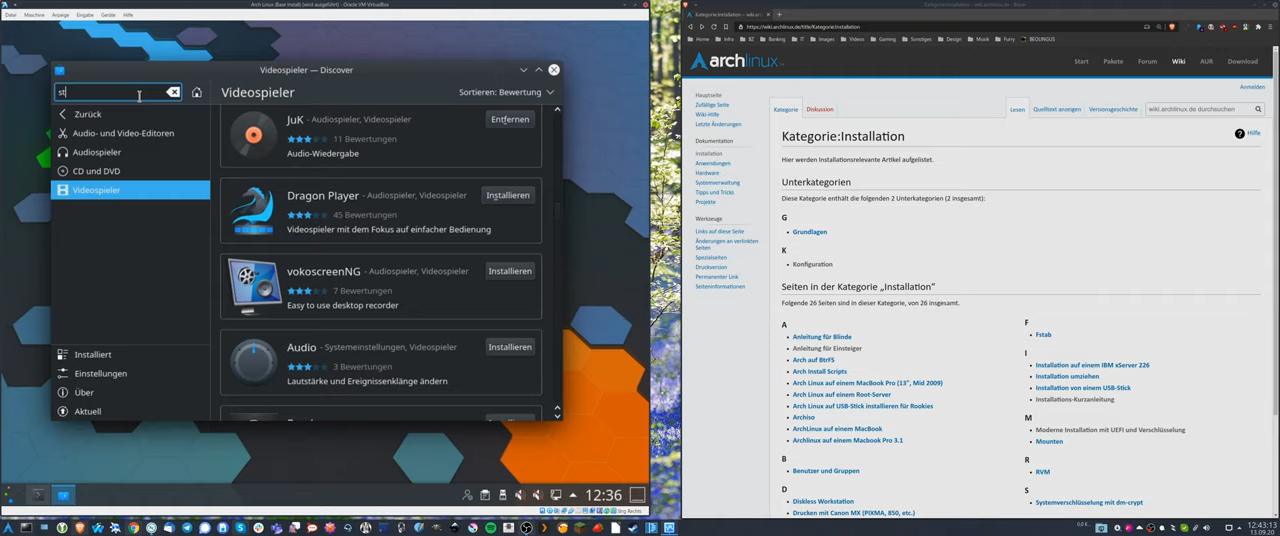 Arch Linux (Base Install) [wird ausgeführt] - Oracle VM VirtualBox
Datei Maschine Anzeige Eingabe Geräte Hilfe
Videospieler — Discover
st
Videospieler
Sortieren: Bewertung
Zurück
Audio- und Video-Editoren
Audiospieler
CD und DVD
Videospieler
Installiert
Einstellungen
Über
Aktuell
JuK - Audiospieler, Videospieler
Entfernen
11 Bewertungen
Audio-Wiedergabe
Dragon Player - Audiospieler, Videospieler
Installieren
45 Bewertungen
Videospieler mit dem Fokus auf einfacher Bedienung
vokoscreenNG - Audiospieler, Videospieler
Installieren
7 Bewertungen
Easy to use desktop recorder
Audio - Systemeinstellungen, Videospieler
Installieren
3 Bewertungen
Lautstärke und Ereignissenklänge ändern
12:36
Strg Rechts
Kategorie:Installation – wiki.archlinux.de - Brave
Kategorie:Installation – wiki.arc
https://wiki.archlinux.de/title/Kategorie:Installation
Home Infra BZ Banking IT Images Videos Gaming Sonstiges Design Musik Furry BEOLINGUS
archlinux
Start Pakete Forum Wiki AUR Download
Anmelden
Hauptseite
Zufällige Seite
Wiki-Hilfe
Letzte Änderungen
Dokumentation
Installation
Anwendungen
Hardware
Systemverwaltung
Tipps und Tricks
Projekte
Werkzeuge
Links auf diese Seite
Änderungen an verlinkten
Seiten
Spezialseiten
Druckversion
Permanenter Link
Seiteninformationen
Kategorie Diskussion
Lesen Quelltext anzeigen Versionsgeschichte
wiki.archlinux.de durchsuchen
Kategorie:Installation
Hilfe
Hier werden Installationsrelevante Artikel aufgelistet.
Unterkategorien
Diese Kategorie enthält die folgenden 2 Unterkategorien (2 insgesamt):
G
Grundlagen
K
Konfiguration
Seiten in der Kategorie „Installation“
Folgende 26 Seiten sind in dieser Kategorie, von 26 insgesamt.
A
Anleitung für Blinde
Anleitung für Einsteiger
Arch auf BtrFS
Arch Install Scripts
Arch Linux auf einem MacBook Pro (13", Mid 2009)
Arch Linux auf einem Root-Server
Arch Linux auf USB-Stick installieren für Rookies
Archiso
ArchLinux auf einem MacBook
Archlinux auf einem Macbook Pro 3.1
B
Benutzer und Gruppen
D
Diskless Workstation
Drucken mit Canon MX (PIXMA, 850, etc.)
F
Fstab
I
Installation auf einem IBM xServer 226
Installation umziehen
Installation von einem USB-Stick
Installations-Kurzanleitung
M
Moderne Installation mit UEFI und Verschlüsselung
Mounten
R
RVM
S
Systemverschlüsselung mit dm-crypt
12:43:13
13.09.20